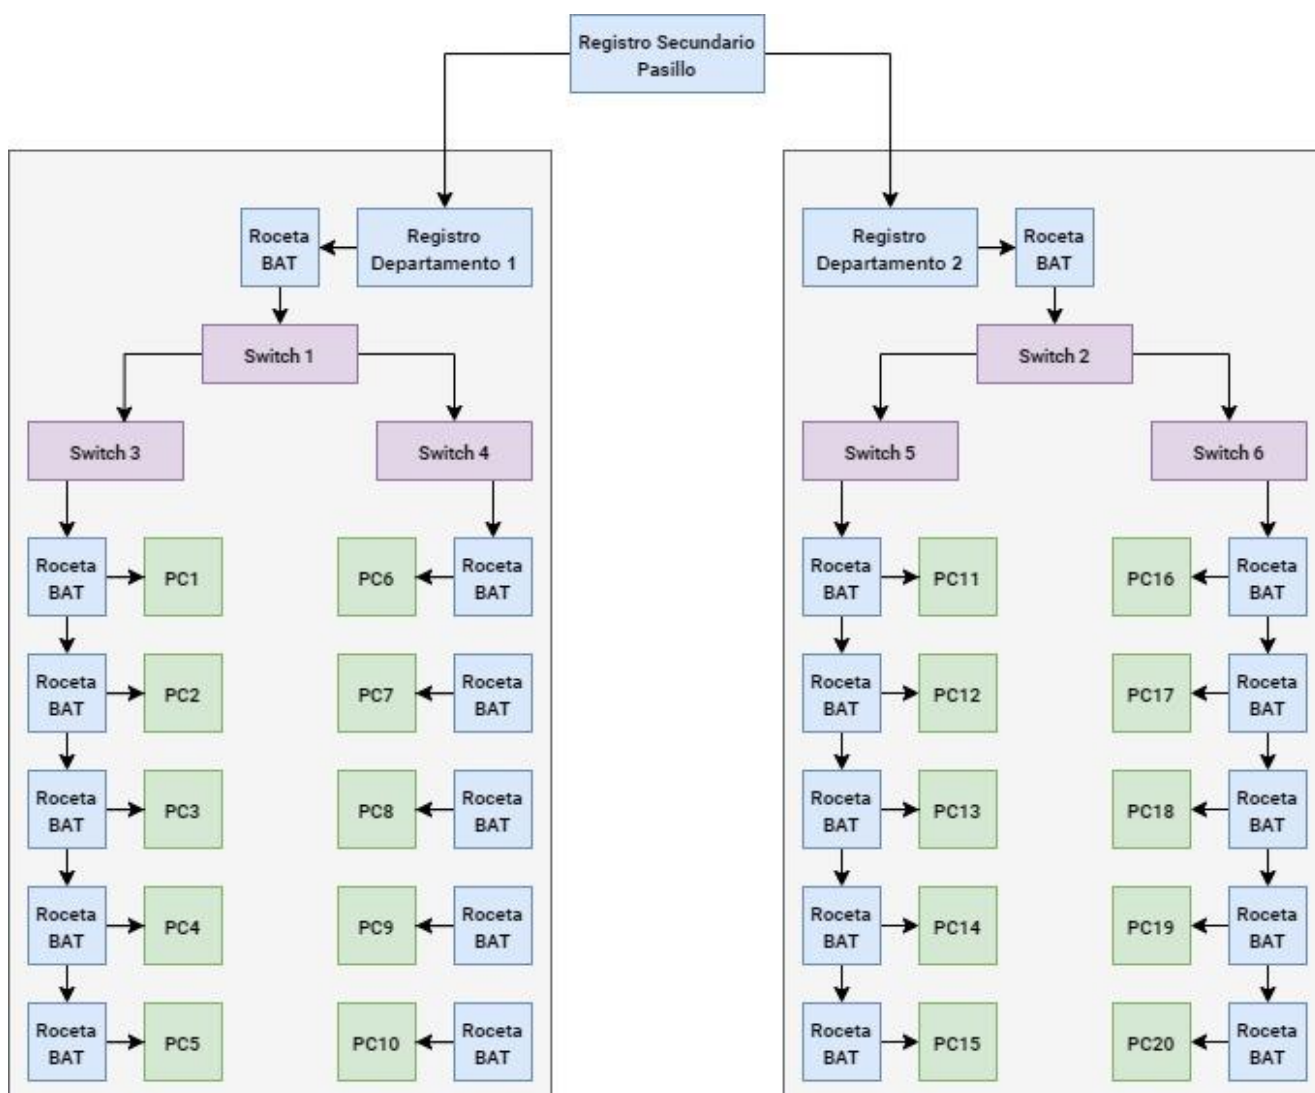 Registro Secundario
Pasillo
Roceta
BAT
Registro
Departamento 1
Registro
Departamento 2
Roceta
BAT
Switch 1
Switch 2
Switch 3
Switch 4
Switch 5
Switch 6
Roceta
BAT
PC1
PC6
Roceta
BAT
Roceta
BAT
PC11
PC16
Roceta
BAT
Roceta
BAT
PC2
PC7
Roceta
BAT
Roceta
BAT
PC12
PC17
Roceta
BAT
Roceta
BAT
PC3
PC8
Roceta
BAT
Roceta
BAT
PC13
PC18
Roceta
BAT
Roceta
BAT
PC4
PC9
Roceta
BAT
Roceta
BAT
PC14
PC19
Roceta
BAT
Roceta
BAT
PC5
PC10
Roceta
BAT
Roceta
BAT
PC15
PC20
Roceta
BAT